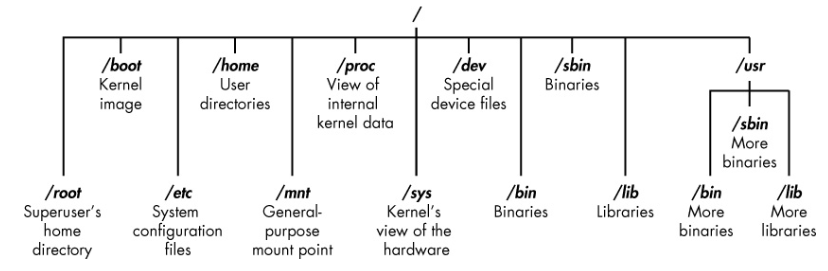 /
/boot
Kernel
image
/home
User
directories
/proc
View of
internal
kernel data
/dev
Special
device files
/sbin
Binaries
/usr
/sbin
More
binaries
/root
Superuser's
home
directory
/etc
System
configuration
files
/mnt
General-
purpose
mount point
/sys
Kernel's
view of the
hardware
/bin
Binaries
/lib
Libraries
/bin
More
binaries
/lib
More
libraries